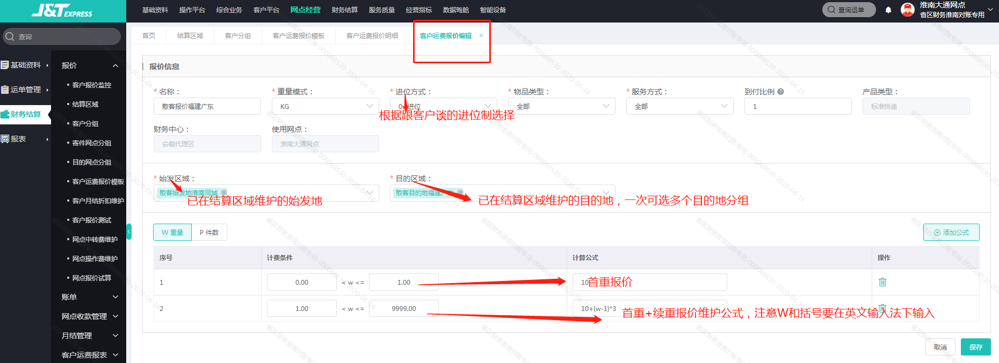 J&T EXPRESS
基础资料 操作平台 综合业务 客户平台 网点经营 财务结算 服务质量 经营指标 数据驾舱 智能设备
查询运单
淮南大通网点
省区财务淮南对账专用
查询
首页 结算区域 客户分组 客户运费报价模板 客户运费报价明细 客户运费报价编辑 ×
基础资料
运单管理
财务结算
报表
报价
• 客户报价监控
• 结算区域
• 客户分组
• 寄件网点分组
• 目的网点分组
• 客户运费报价模板
• 客户月结折扣维护
• 客户报价测试
• 网点中转费维护
• 网点操作费维护
• 网点报价试算
账单
网点收款管理
月结管理
客户运费报表
报价信息
* 名称： * 重量模式： * 进位方式： * 物品类型： * 服务方式： 到付比例 ? 产品类型：
散客报价福建广东 KG 进位 全部 全部 1 标准快递
根据跟客户谈的进位制选择
财务中心： 使用网点：
安徽代理区 淮南大通网点
* 始发区域： * 目的区域：
散客始发地淮南同城 散客目的地福建
已在结算区域维护的始发地 已在结算区域维护的目的地，一次可选多个目的地分组
W 重量 P 件数 添加公式
序号 计费条件 计算公式 操作
1 0.00 < w <= 1.00 10 首重报价
2 1.00 < w <= 9999.00 10+(w-1)*3 首重+续重报价维护公式，注意W和括号要在英文输入法下输入
取消 保存
省区财务淮南对账专用-000069530-2020-04-16